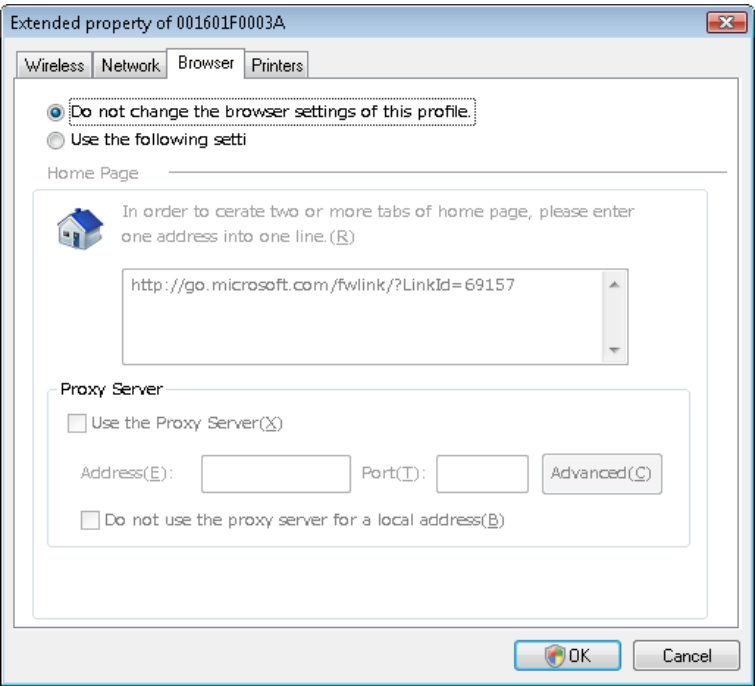 Extended property of 001601F0003A
Wireless Network Browser Printers
Do not change the browser settings of this profile.
Use the following setti
Home Page
In order to cerate two or more tabs of home page, please enter
one address into one line.(R)
http://go.microsoft.com/fwlink/?LinkId=69157
Proxy Server
Use the Proxy Server(X)
Address(E): Port(T): Advanced(C)
Do not use the proxy server for a local address(B)
OK Cancel